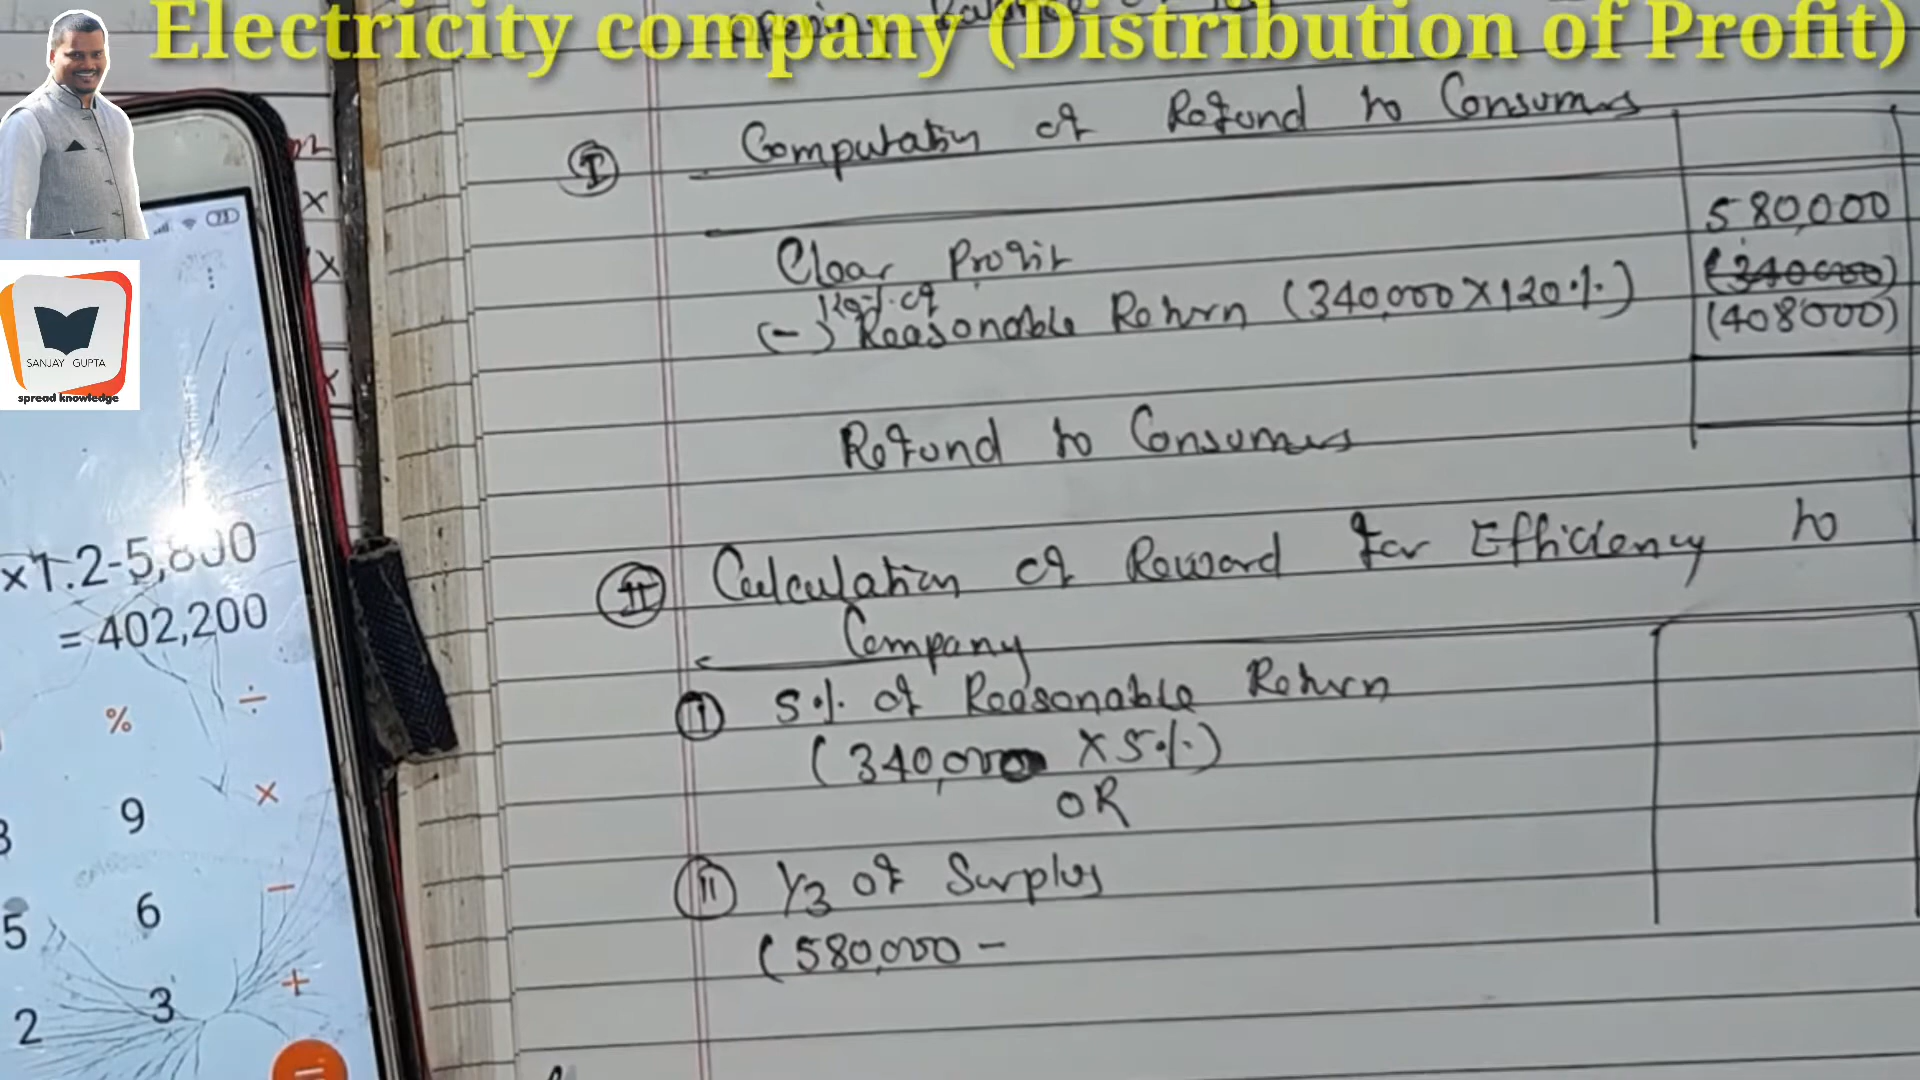 Electricity company (Distribution of Profit)
I Computation of Refund to Consumers
580,000
Clear Profit
(340000)
120% of
(-) Reasonable Return (340,000 X 120%)
(408000)
Refund to Consumers
II Calculation of Reward for Efficiency to
Company
I 5% of Reasonable Return
(340,000 X 5%)
OR
II 1/3 of Surplus
(580,000 -
SANJAY GUPTA
spread knowledge
×1.2-5,800
= 402,200
% ÷
9 ×
5 6 −
2 3 +
=